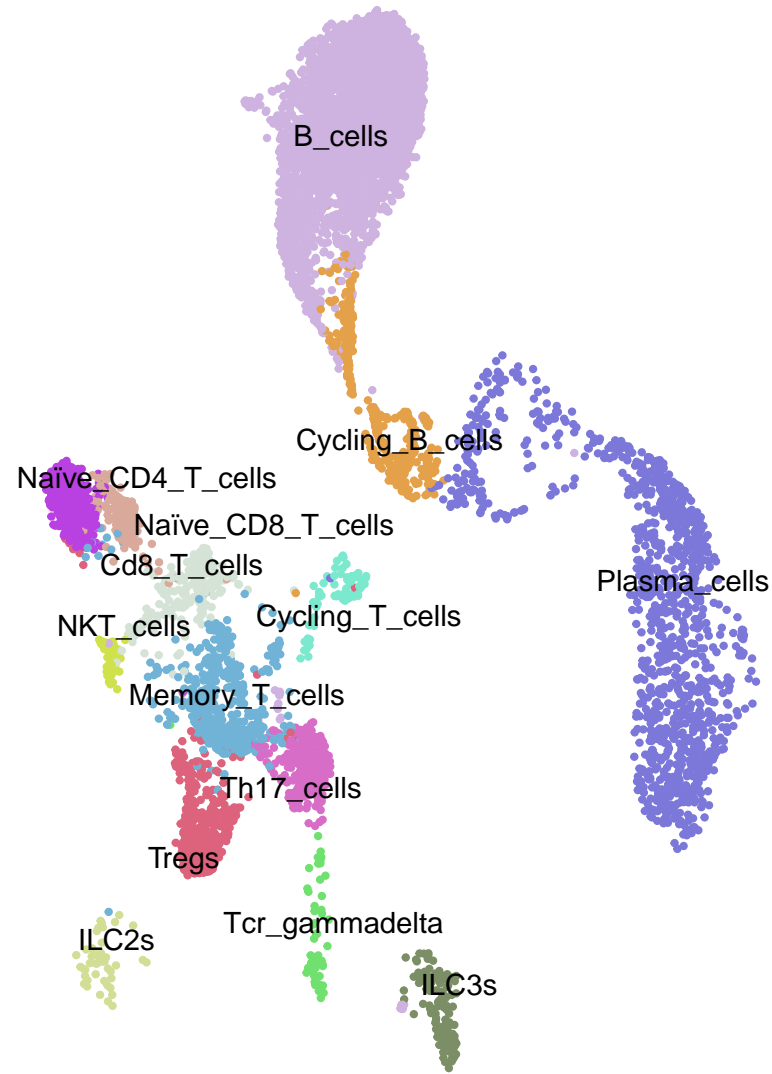 B_cells
Cycling_B_cells
Naïve_CD4_T_cells
Naïve_CD8_T_cells
Cd8_T_cells
Plasma_cells
NKT_cells
Cycling_T_cells
Memory_T_cells
Th17_cells
Tregs
Tcr_gammadelta
ILC2s
ILC3s